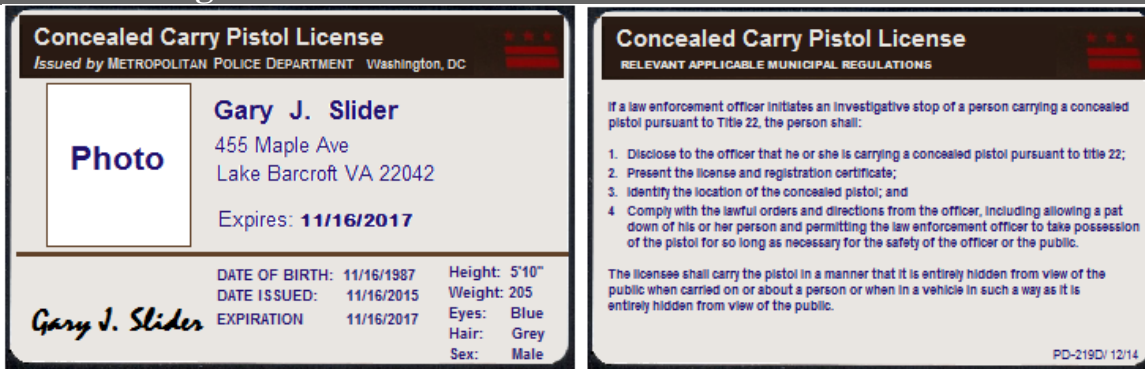 Concealed Carry Pistol License
Issued by METROPOLITAN POLICE DEPARTMENT Washington, DC
Photo
Gary J. Slider
455 Maple Ave
Lake Barcroft VA 22042
Expires: 11/16/2017
DATE OF BIRTH: 11/16/1987
DATE ISSUED: 11/16/2015
EXPIRATION 11/16/2017
Height: 5'10"
Weight: 205
Eyes: Blue
Hair: Grey
Sex: Male
Gary J. Slider
Concealed Carry Pistol License
RELEVANT APPLICABLE MUNICIPAL REGULATIONS
If a law enforcement officer initiates an investigative stop of a person carrying a concealed
pistol pursuant to Title 22, the person shall:
1. Disclose to the officer that he or she is carrying a concealed pistol pursuant to title 22;
2. Present the license and registration certificate;
3. Identify the location of the concealed pistol; and
4 Comply with the lawful orders and directions from the officer, including allowing a pat
down of his or her person and permitting the law enforcement officer to take possession
of the pistol for so long as necessary for the safety of the officer or the public.
The licensee shall carry the pistol in a manner that it is entirely hidden from view of the
public when carried on or about a person or when in a vehicle in such a way as it is
entirely hidden from view of the public.
PD-219D/ 12/14